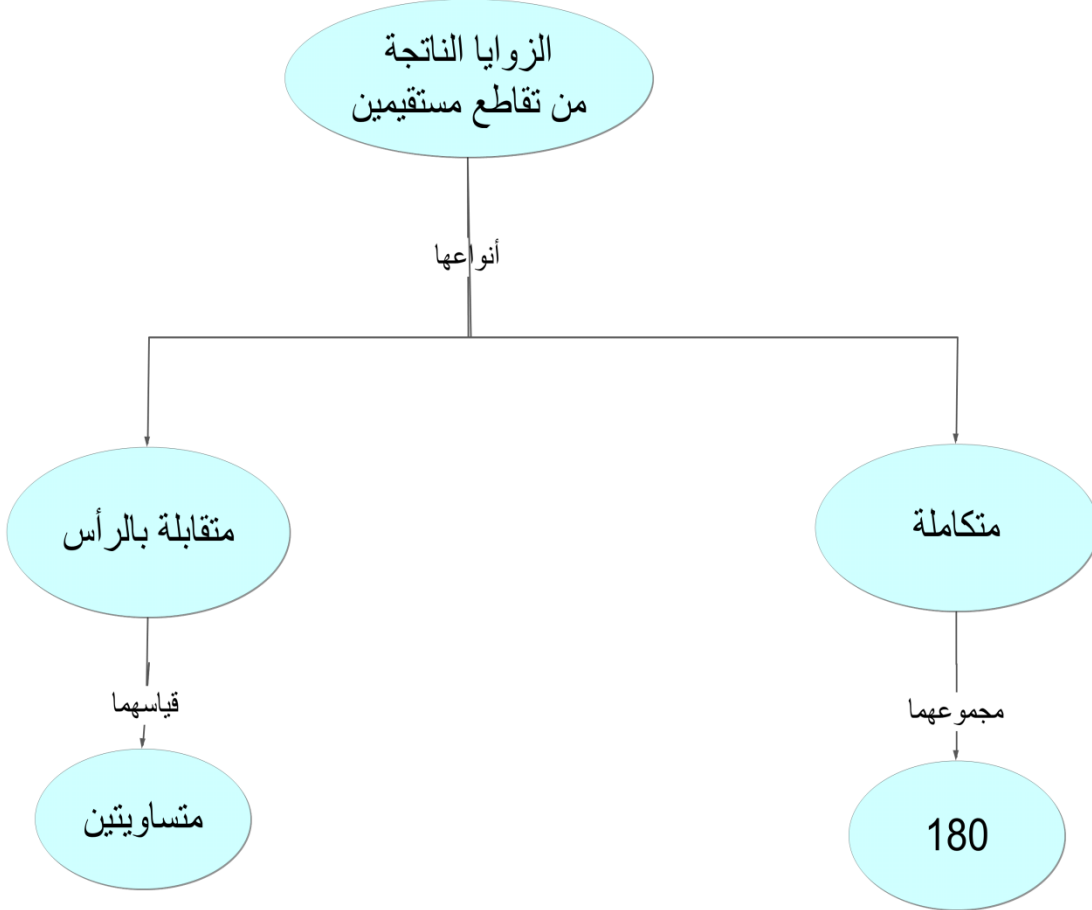 الزوايا الناتجة
من تقاطع مستقيمين
أنواعها
متكاملة
متقابلة بالرأس
مجموعهما
قياسهما
180
متساويتين